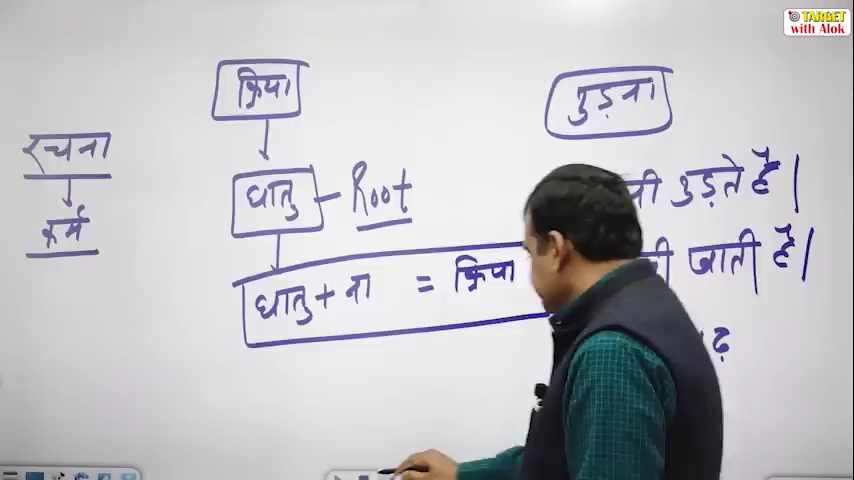 TARGET
with Alok
क्रिया
उड़ना
रचना
धातु - Root
उड़ते है।
कर्म
जाती है।
धातु + ना = क्रिया